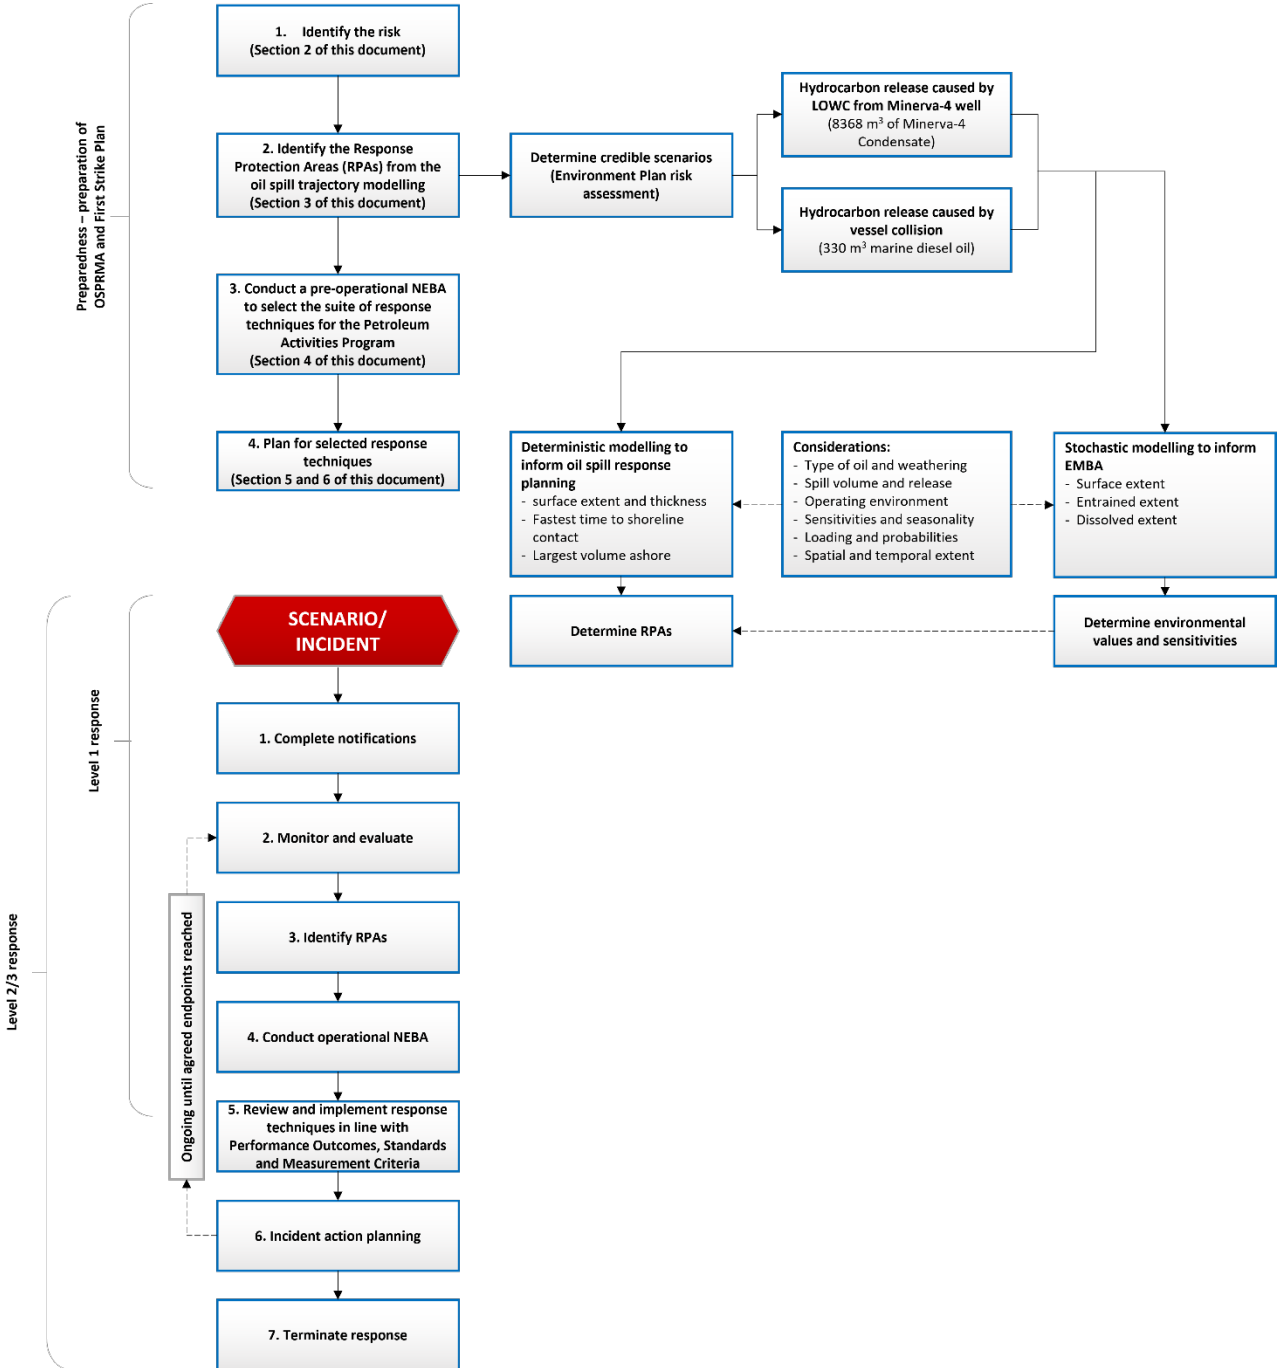 Preparedness – preparation of
OSPRMA and First Strike Plan
1. Identify the risk
(Section 2 of this document)
2. Identify the Response
Protection Areas (RPAs) from the
oil spill trajectory modelling
(Section 3 of this document)
3. Conduct a pre-operational NEBA
to select the suite of response
techniques for the Petroleum
Activities Program
(Section 4 of this document)
4. Plan for selected response
techniques
(Section 5 and 6 of this document)
Determine credible scenarios
(Environment Plan risk
assessment)
Hydrocarbon release caused by
LOWC from Minerva-4 well
(8368 m³ of Minerva-4
Condensate)
Hydrocarbon release caused by
vessel collision
(330 m³ marine diesel oil)
Deterministic modelling to
inform oil spill response
planning
- surface extent and thickness
- Fastest time to shoreline
contact
- Largest volume ashore
Considerations:
- Type of oil and weathering
- Spill volume and release
- Operating environment
- Sensitivities and seasonality
- Loading and probabilities
- Spatial and temporal extent
Stochastic modelling to inform
EMBA
- Surface extent
- Entrained extent
- Dissolved extent
Determine RPAs
Determine environmental
values and sensitivities
Level 2/3 response
Level 1 response
SCENARIO/
INCIDENT
1. Complete notifications
2. Monitor and evaluate
3. Identify RPAs
4. Conduct operational NEBA
5. Review and implement response
techniques in line with
Performance Outcomes, Standards
and Measurement Criteria
6. Incident action planning
7. Terminate response
Ongoing until agreed endpoints reached